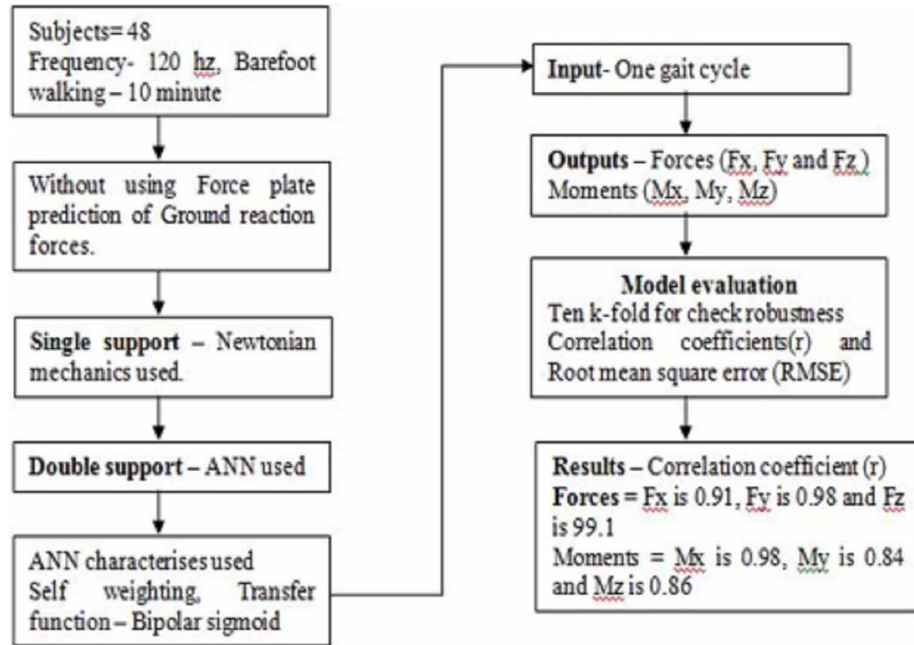 Subjects= 48
Frequency- 120 hz, Barefoot
walking – 10 minute
Without using Force plate
prediction of Ground reaction
forces.
Single support – Newtonian
mechanics used.
Double support – ANN used
ANN characterises used
Self weighting, Transfer
function – Bipolar sigmoid
Input- One gait cycle
Outputs – Forces (Fx, Fy and Fz )
Moments (Mx, My, Mz)
Model evaluation
Ten k-fold for check robustness
Correlation coefficients(r) and
Root mean square error (RMSE)
Results – Correlation coefficient (r)
Forces = Fx is 0.91, Fy is 0.98 and Fz
is 99.1
Moments = Mx is 0.98, My is 0.84
and Mz is 0.86